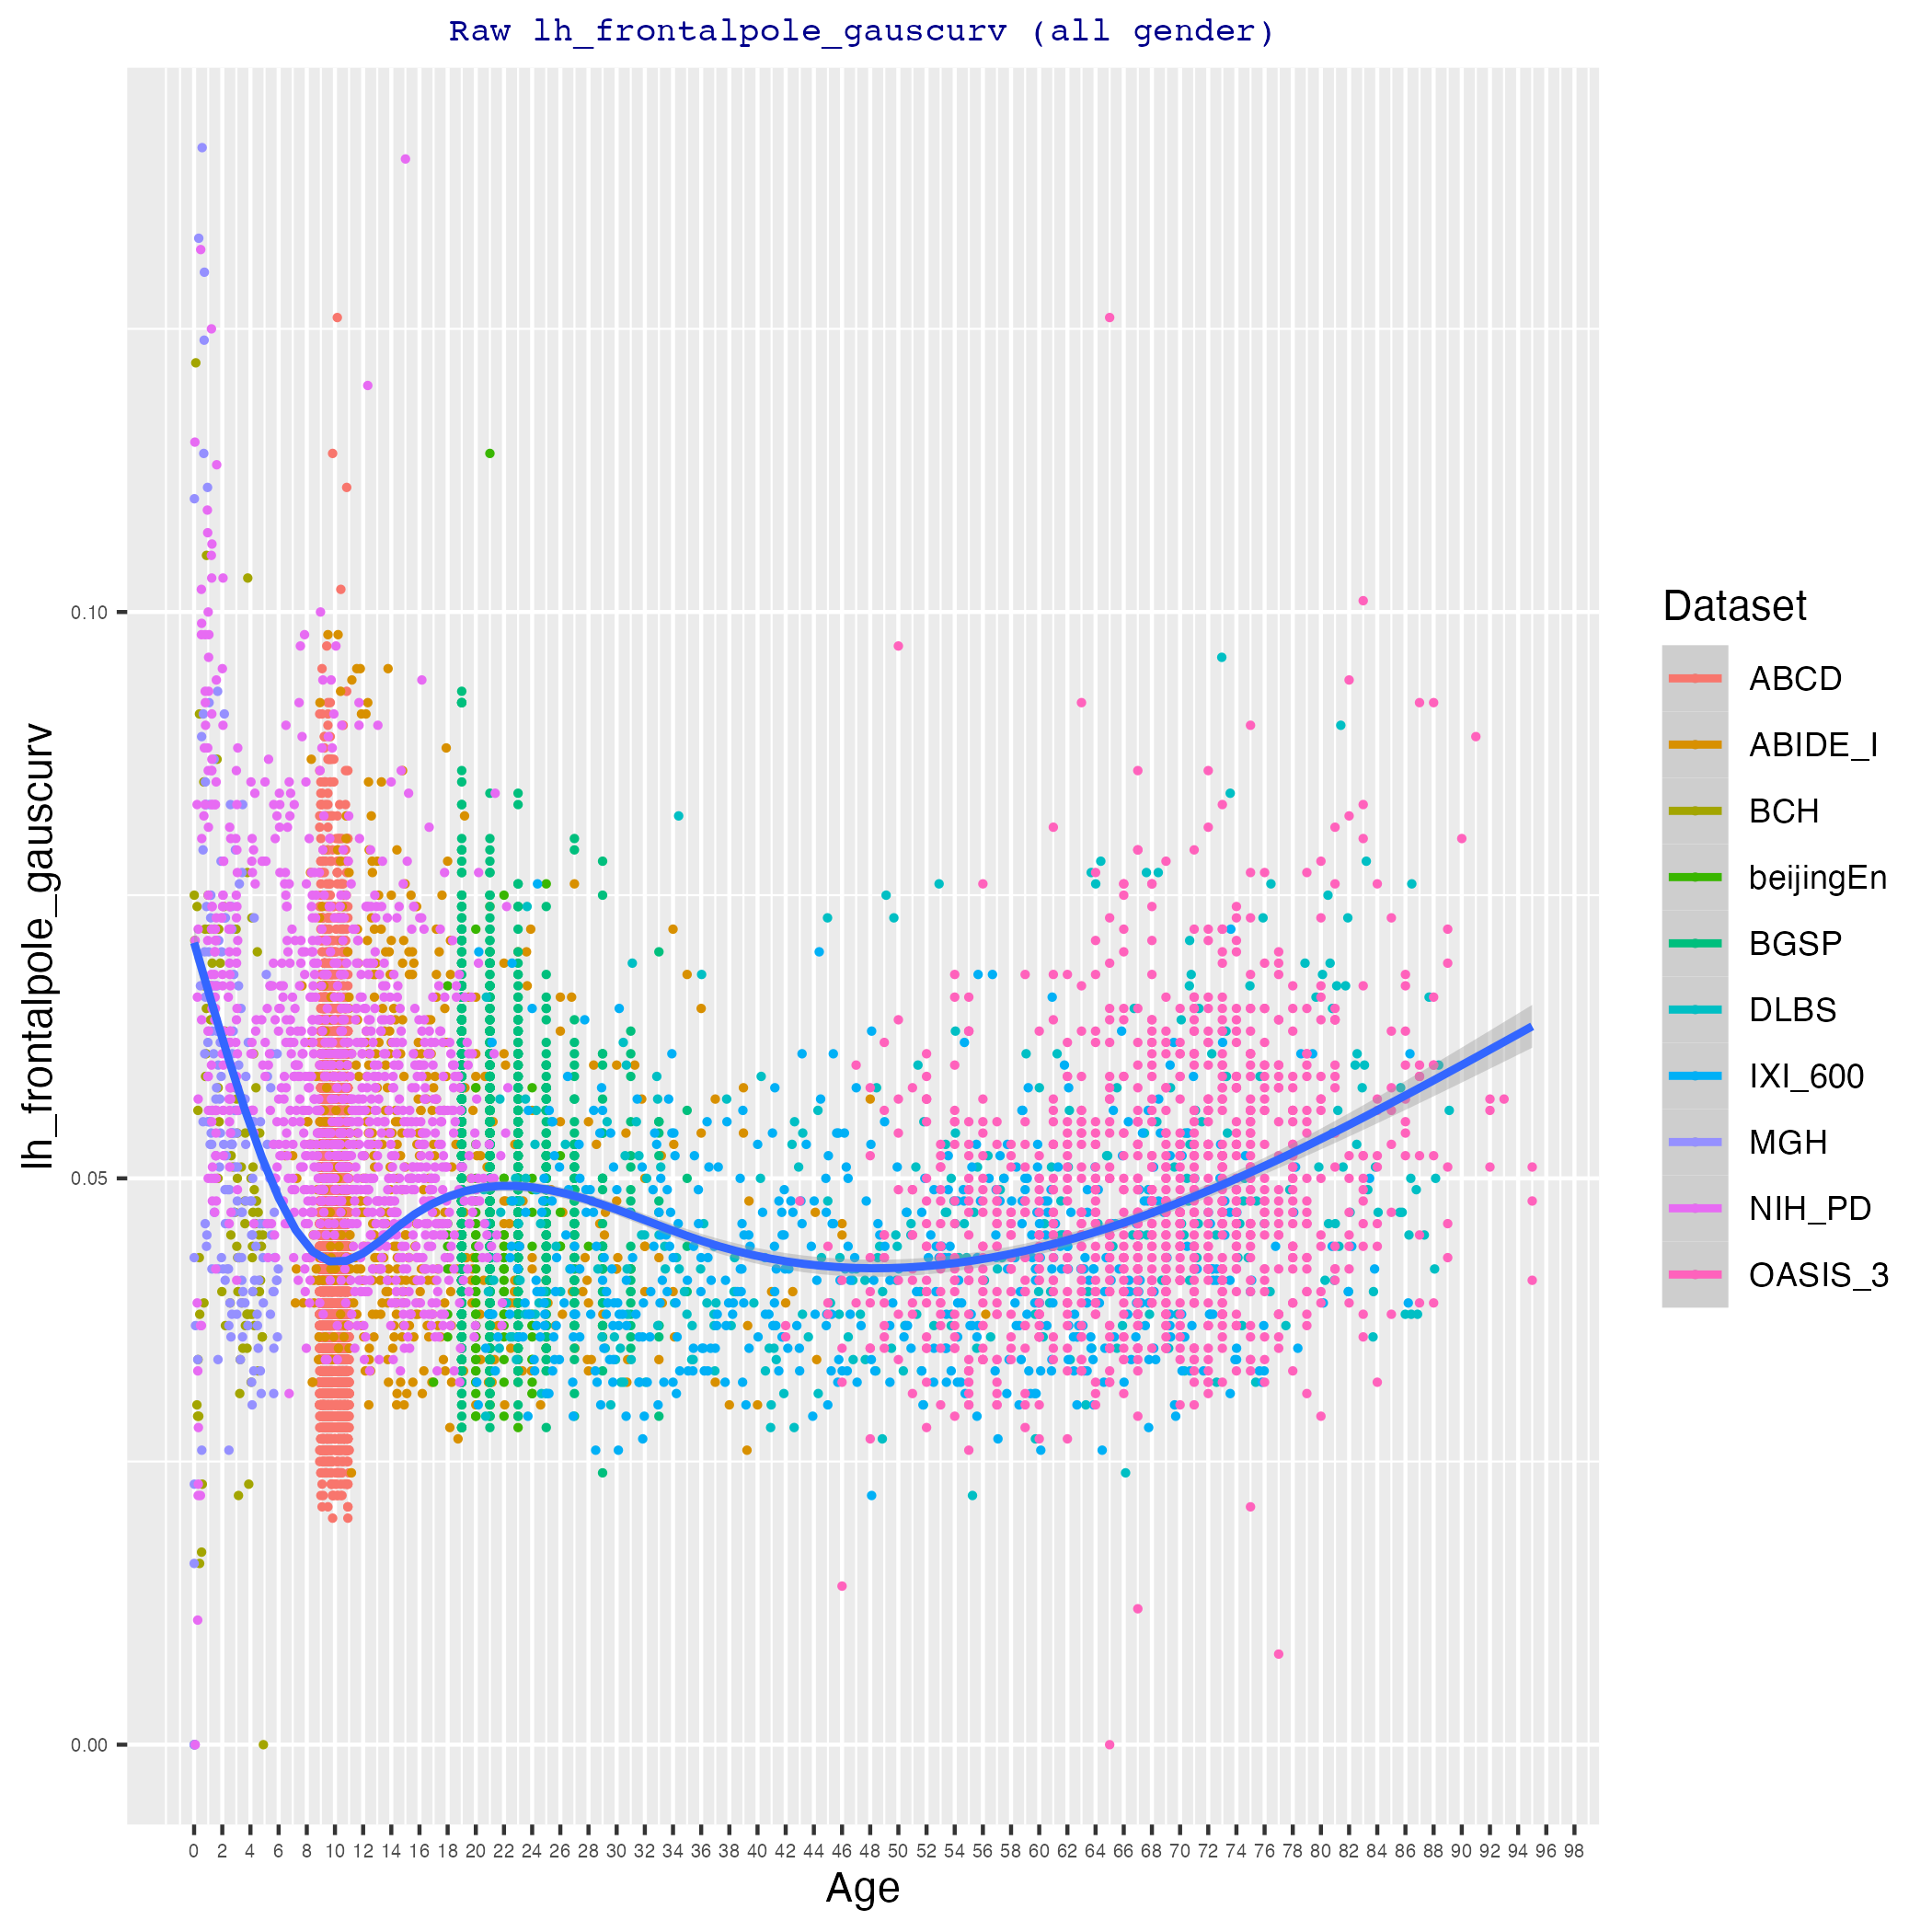 Raw lh_frontalpole_gauscurv (all gender)
lh_frontalpole_gauscurv
0.10
0.05
0.00
0 2 4 6 8 10 12 14 16 18 20 22 24 26 28 30 32 34 36 38 40 42 44 46 48 50 52 54 56 58 60 62 64 66 68 70 72 74 76 78 80 82 84 86 88 90 92 94 96 98
Age
Dataset
ABCD
ABIDE_I
BCH
beijingEn
BGSP
DLBS
IXI_600
MGH
NIH_PD
OASIS_3